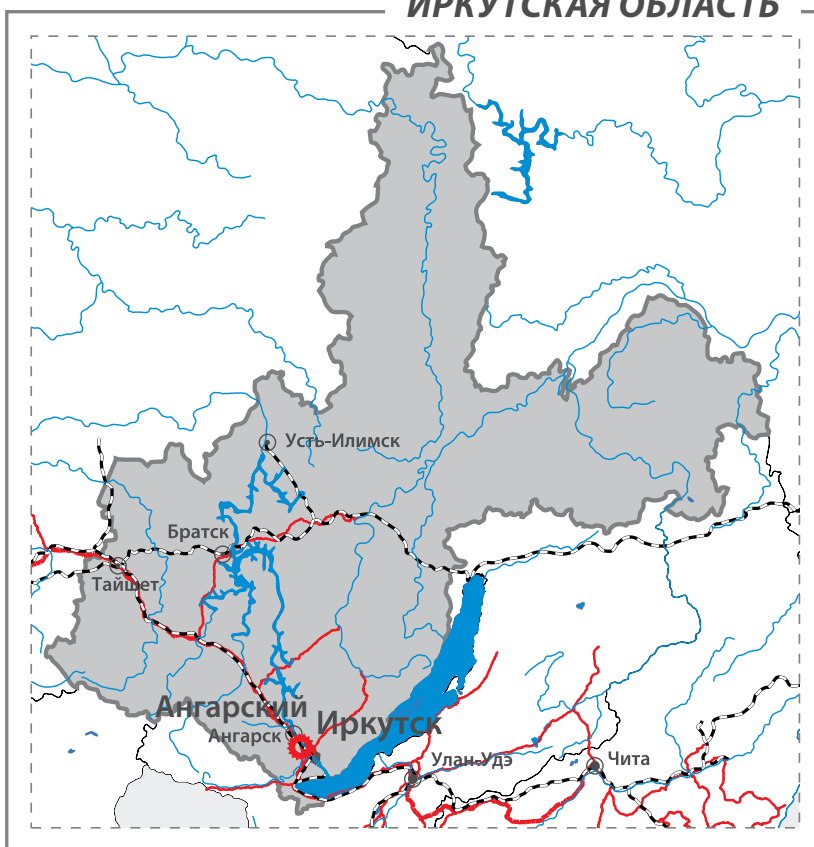 ИРКУТСКАЯ ОБЛАСТЬ
Усть-Илимск
Братск
Тайшет
Ангарский
Иркутск
Ангарск
Улан-Удэ
Чита